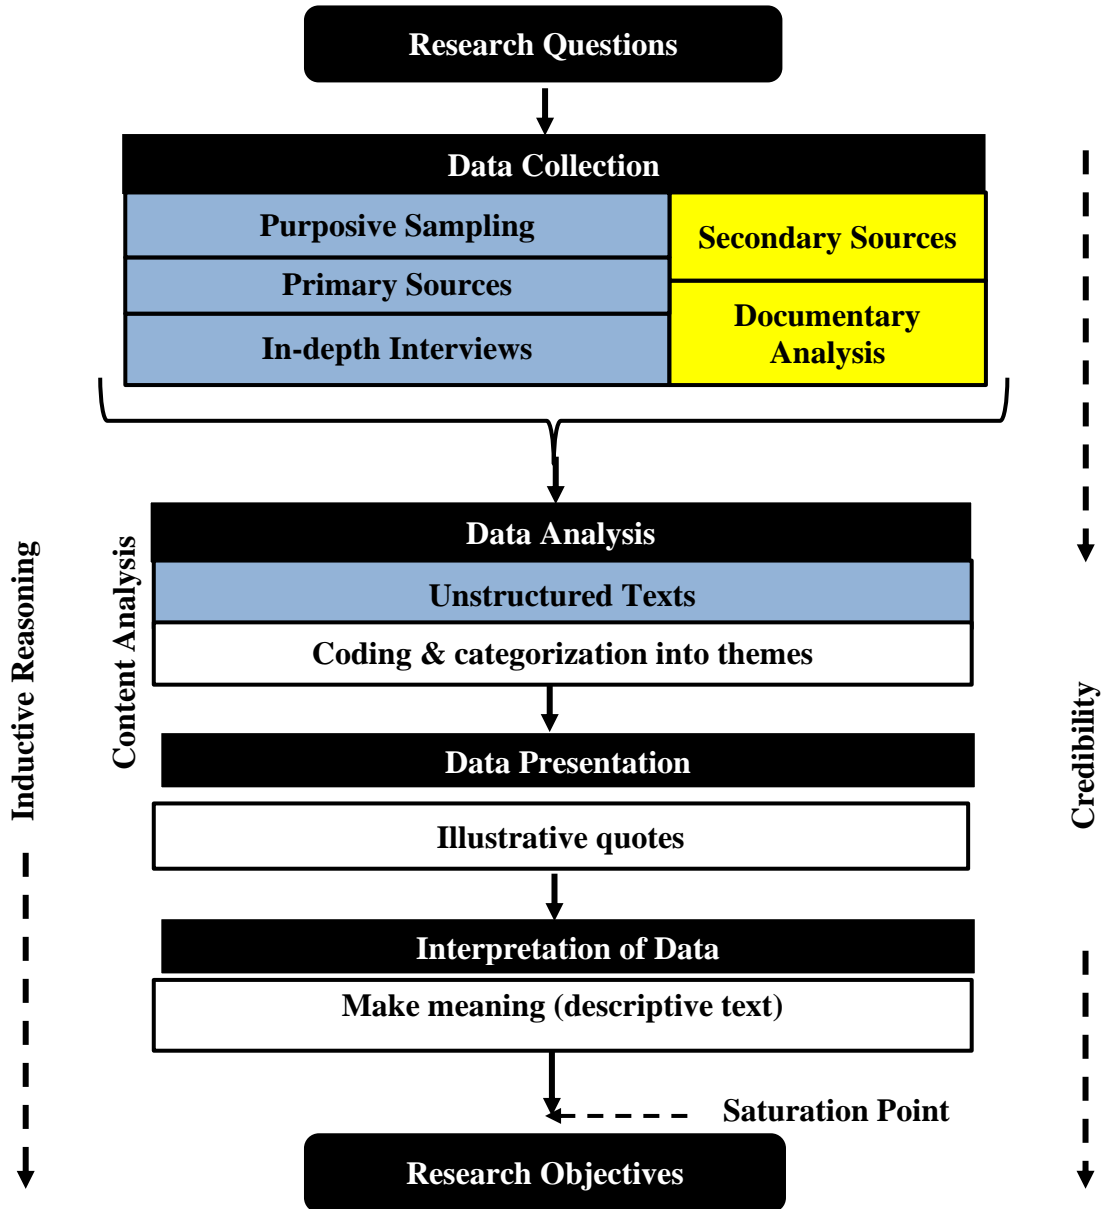 Research Questions
Data Collection
Purposive Sampling
Secondary Sources
Primary Sources
Documentary
Analysis
In-depth Interviews
Data Analysis
Unstructured Texts
Coding & categorization into themes
Content Analysis
Inductive Reasoning
Credibility
Data Presentation
Illustrative quotes
Interpretation of Data
Make meaning (descriptive text)
Saturation Point
Research Objectives